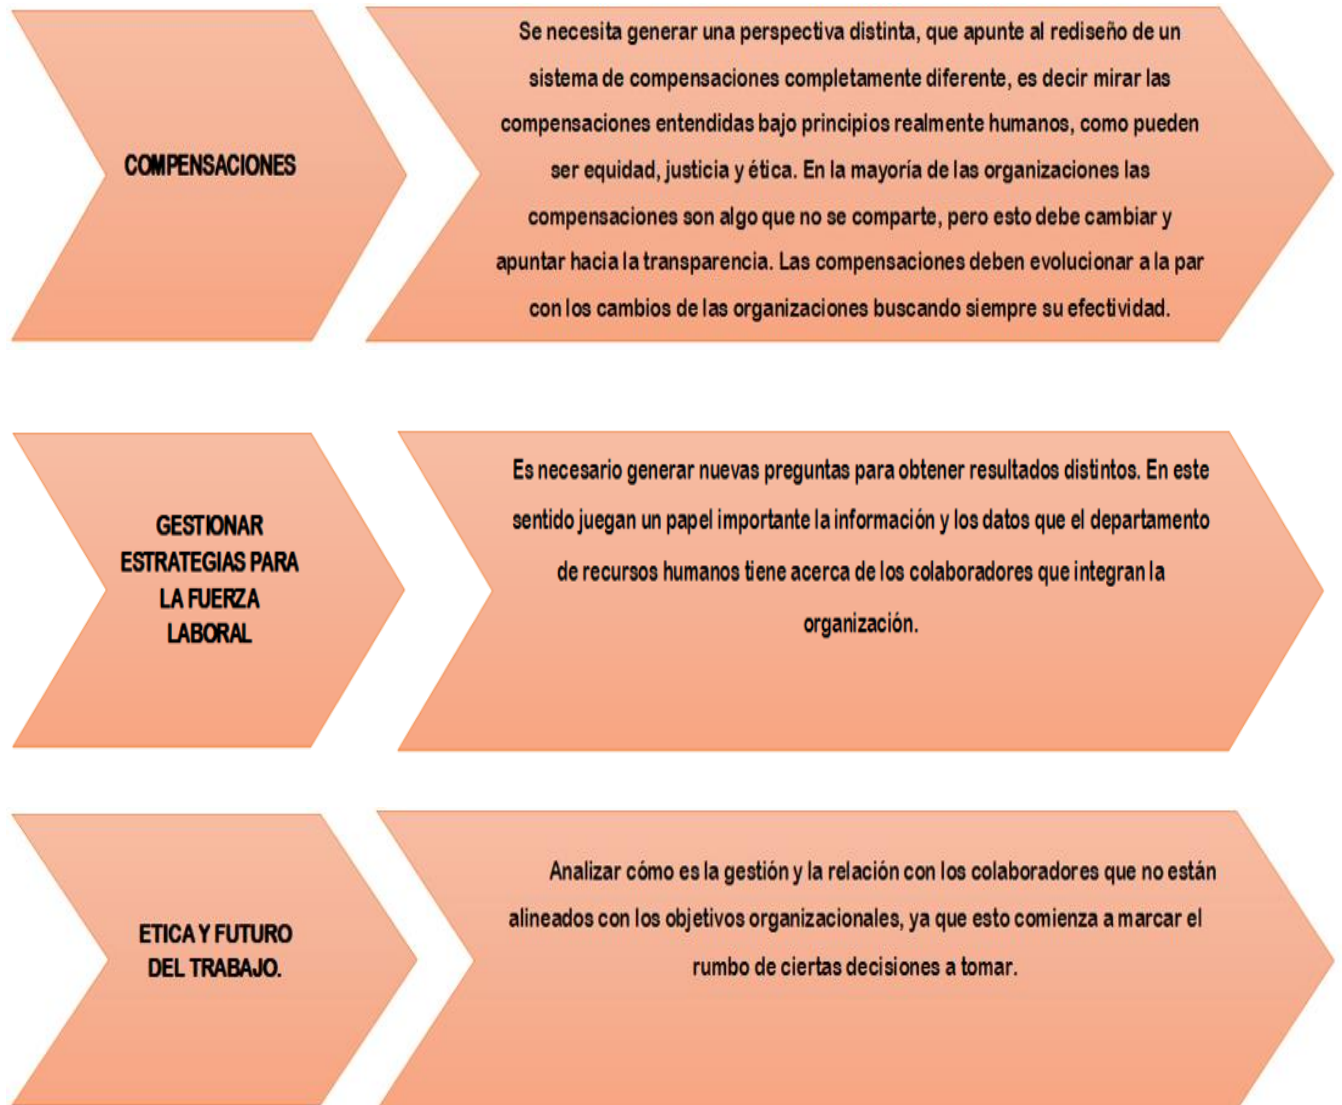 COMPENSACIONES
Se necesita generar una perspectiva distinta, que apunte al rediseño de un
sistema de compensaciones completamente diferente, es decir mirar las
compensaciones entendidas bajo principios realmente humanos, como pueden
ser equidad, justicia y ética. En la mayoría de las organizaciones las
compensaciones son algo que no se comparte, pero esto debe cambiar y
apuntar hacia la transparencia. Las compensaciones deben evolucionar a la par
con los cambios de las organizaciones buscando siempre su efectividad.
GESTIONAR
ESTRATEGIAS PARA
LA FUERZA
LABORAL
Es necesario generar nuevas preguntas para obtener resultados distintos. En este
sentido juegan un papel importante la información y los datos que el departamento
de recursos humanos tiene acerca de los colaboradores que integran la
organización.
ETICA Y FUTURO
DEL TRABAJO.
Analizar cómo es la gestión y la relación con los colaboradores que no están
alineados con los objetivos organizacionales, ya que esto comienza a marcar el
rumbo de ciertas decisiones a tomar.